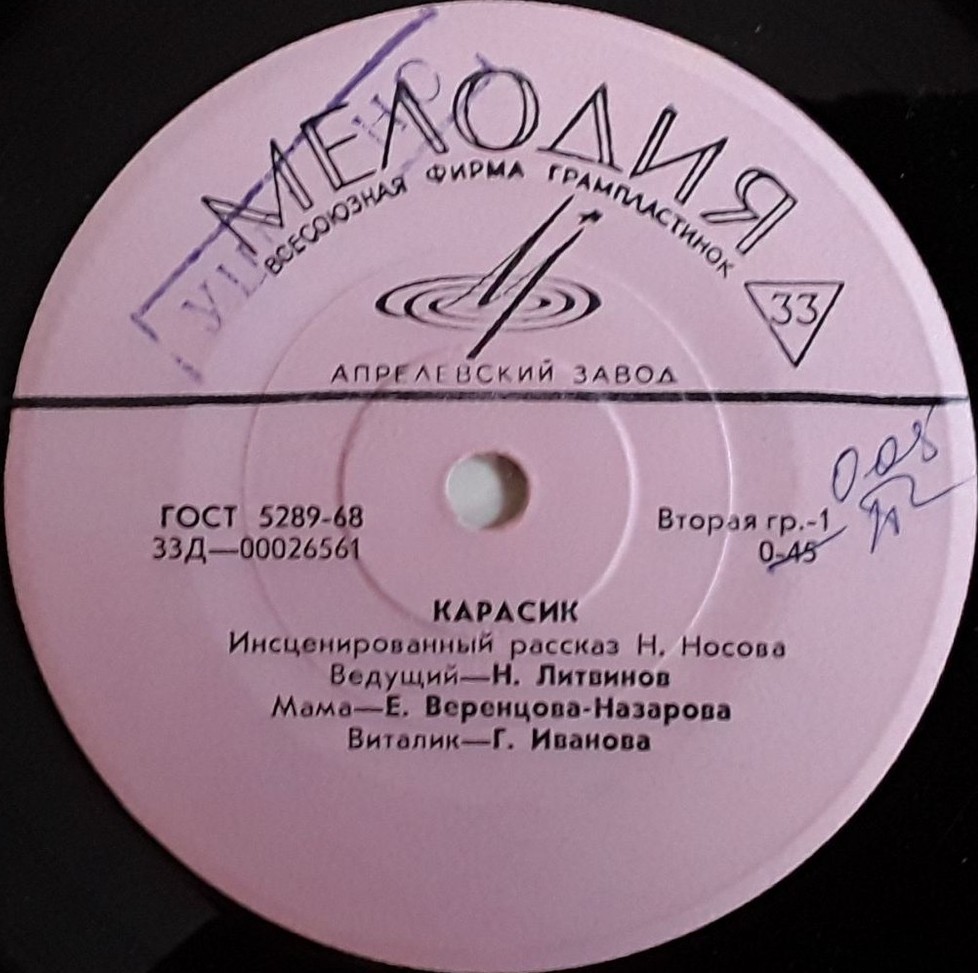 МЕЛОДИЯ
ВСЕСОЮЗНАЯ ФИРМА ГРАМПЛАСТИНОК
33
АПРЕЛЕВСКИЙ ЗАВОД
ГОСТ 5289-68
33Д—00026561
Вторая гр.-1
0-45
КАРАСИК
Инсценированный рассказ Н. Носова
Ведущий—Н. Литвинов
Мама—Е. Веренцова-Назарова
Виталик—Г. Иванова